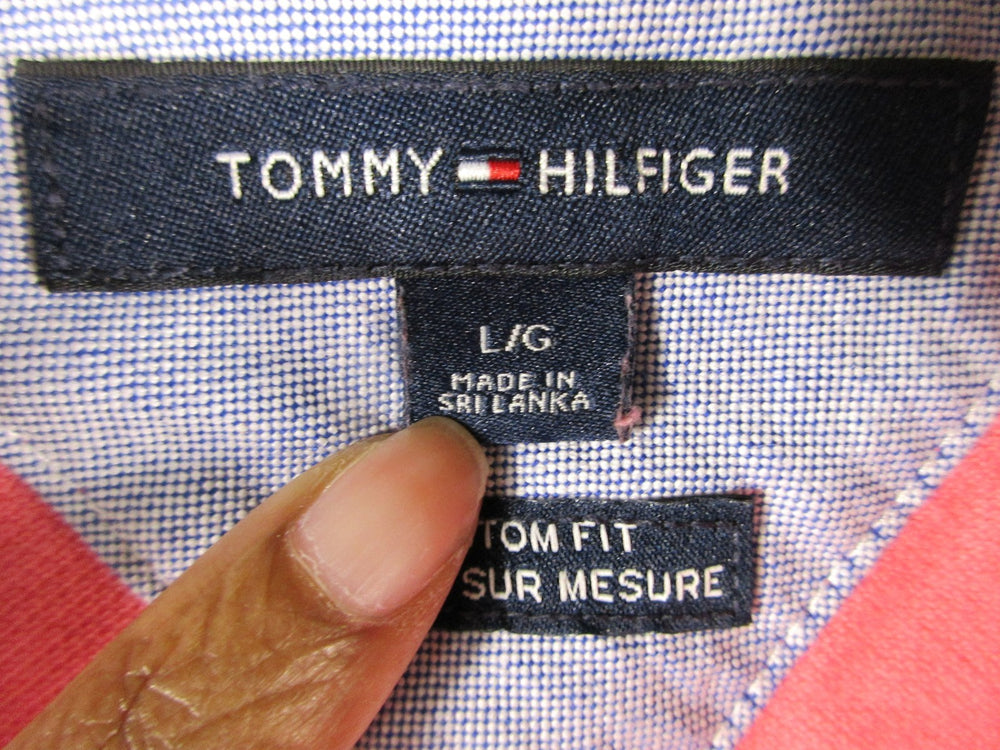 TOMMY HILFIGER
L/G
MADE IN
SRI LANKA
TOM FIT
SUR MESURE